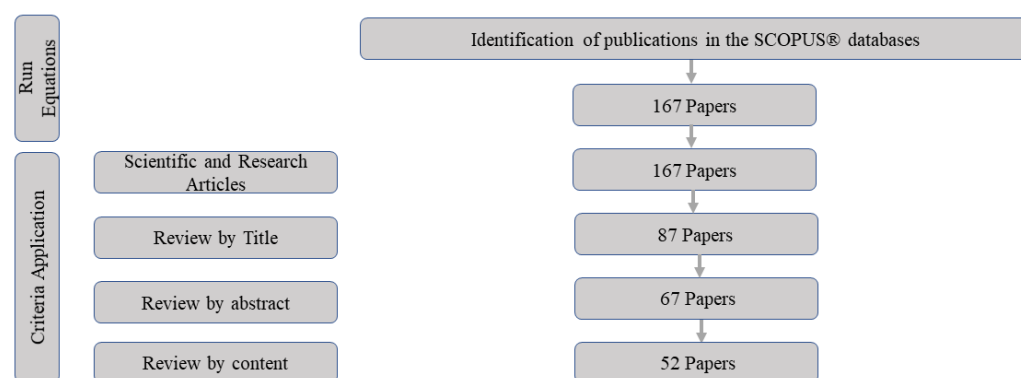 Run
Equations
Identification of publications in the SCOPUS® databases
167 Papers
Criteria Application
Scientific and Research
Articles
167 Papers
Review by Title
87 Papers
Review by abstract
67 Papers
Review by content
52 Papers